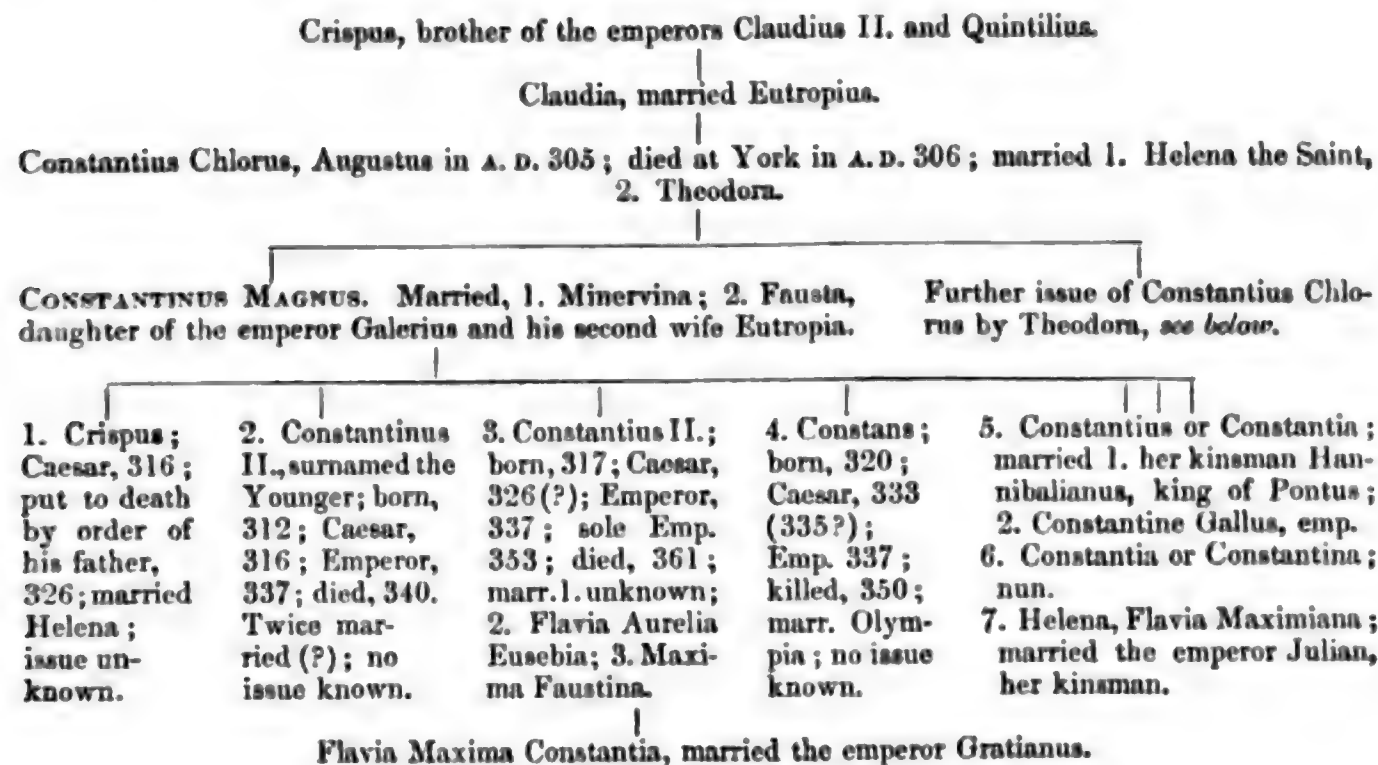 Crispus, brother of the emperors Claudius II. and Quintilius.
Claudia, married Eutropius.
Constantius Chlorus, Augustus in A. D. 305; died at York in A. D. 306; married 1. Helena the Saint,
2. Theodora.
CONSTANTINUS MAGNUS. Married, 1. Minervina; 2. Fausta,
daughter of the emperor Galerius and his second wife Eutropia.
Further issue of Constantius Chlo-
rus by Theodora, see below.
1. Crispus;
Caesar, 316;
put to death
by order of
his father,
326; married
Helena;
issue un-
known.
2. Constantinus
II., surnamed the
Younger; born,
312; Caesar,
316; Emperor,
337; died, 340.
Twice mar-
ried (?); no
issue known.
3. Constantius II.;
born, 317; Caesar,
326(?); Emperor,
337; sole Emp.
353; died, 361;
marr. 1. unknown;
2. Flavia Aurelia
Eusebia; 3. Maxi-
ma Faustina.
4. Constans;
born, 320;
Caesar, 333
(335?);
Emp. 337;
killed, 350;
marr. Olym-
pia; no issue
known.
5. Constantius or Constantia;
married 1. her kinsman Han-
nibalianus, king of Pontus;
2. Constantine Gallus, emp.
6. Constantia or Constantina;
nun.
7. Helena, Flavia Maximiana;
married the emperor Julian,
her kinsman.
Flavia Maxima Constantia, married the emperor Gratianus.